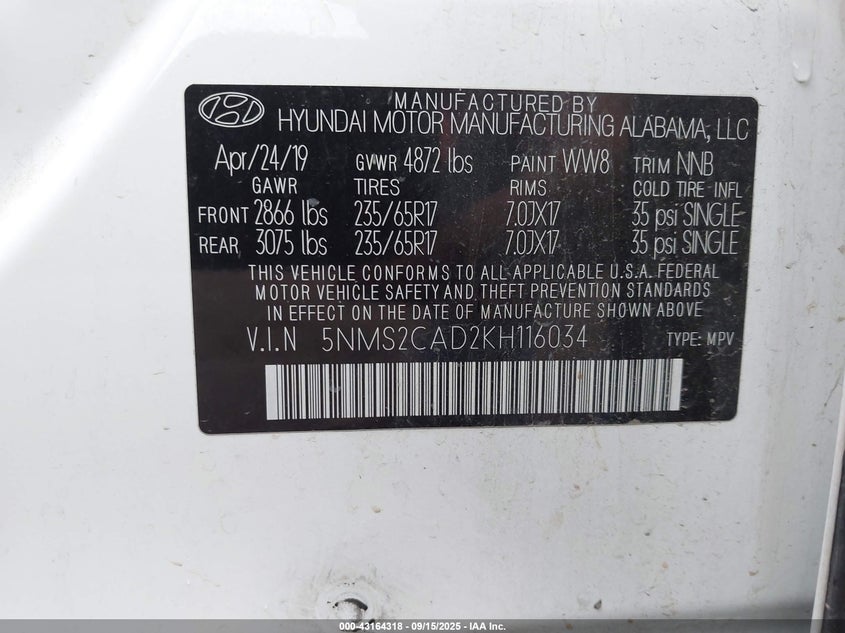 MANUFACTURED BY
HYUNDAI MOTOR MANUFACTURING ALABAMA, LLC
Apr/24/19 GVWR 4872 lbs PAINT WW8 TRIM NNB
GAWR TIRES RIMS COLD TIRE INFL
FRONT 2866 lbs 235/65R17 7.0JX17 35 psi SINGLE
REAR 3075 lbs 235/65R17 7.0JX17 35 psi SINGLE
THIS VEHICLE CONFORMS TO ALL APPLICABLE U.S.A. FEDERAL
MOTOR VEHICLE SAFETY AND THEFT PREVENTION STANDARDS
IN EFFECT ON THE DATE OF MANUFACTURE SHOWN ABOVE
V.I.N 5NMS2CAD2KH116034 TYPE: MPV
000-43164318 - 09/15/2025 - IAA Inc.